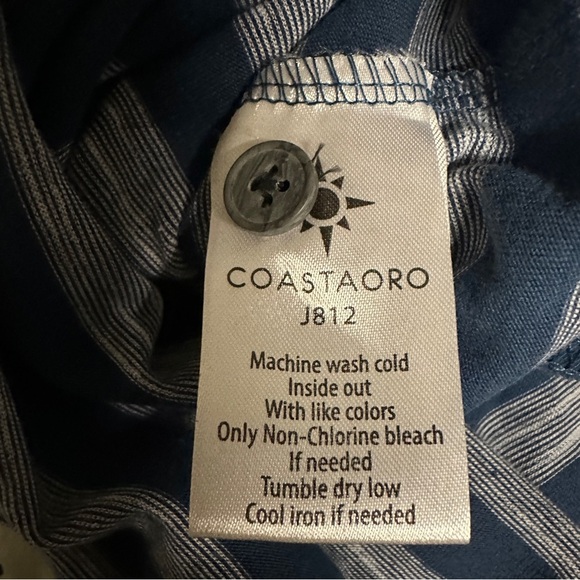 COASTAORO
J812
Machine wash cold
Inside out
With like colors
Only Non-Chlorine bleach
If needed
Tumble dry low
Cool iron if needed